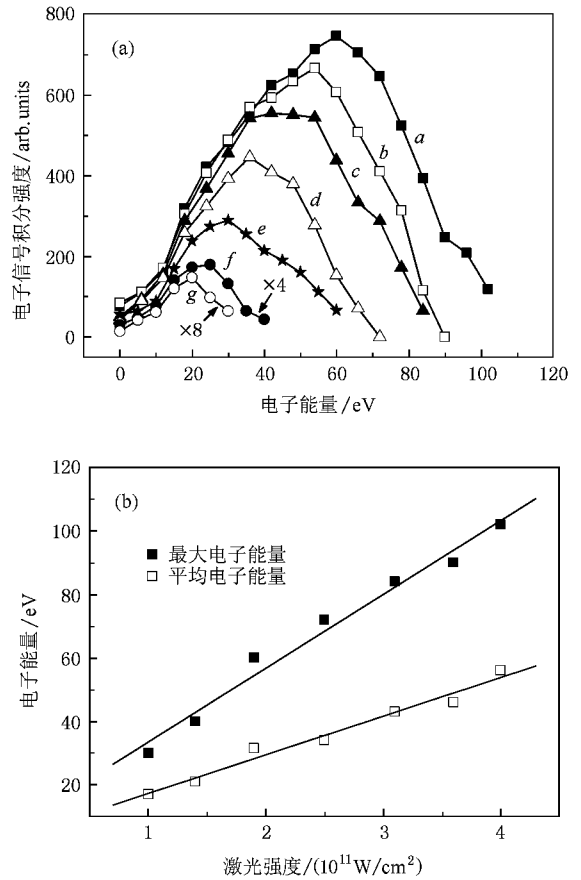 (a)
电子信号积分强度/arb.units
800
600
400
200
0
a
b
c
d
e
f
g
×4
×8
0 20 40 60 80 100 120
电子能量/eV
(b)
电子能量/eV
120
100
80
60
40
20
最大电子能量
平均电子能量
1 2 3 4
激光强度/(10¹¹W/cm²)